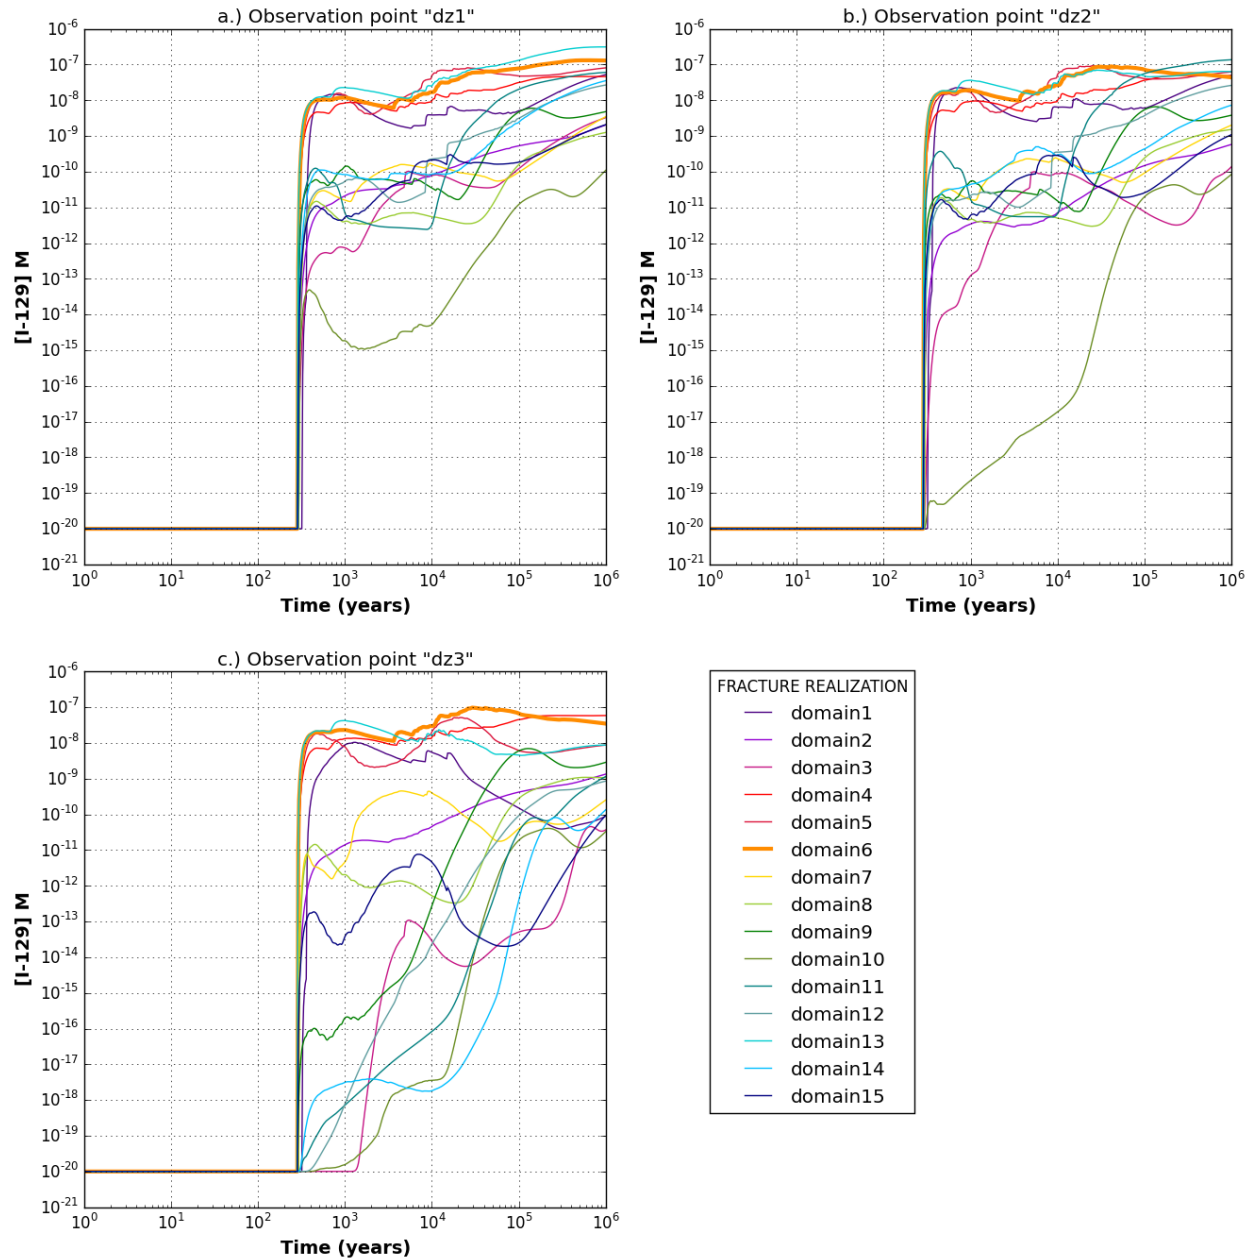 a.) Observation point "dz1"
[I-129] M
10^-6
10^-7
10^-8
10^-9
10^-10
10^-11
10^-12
10^-13
10^-14
10^-15
10^-16
10^-17
10^-18
10^-19
10^-20
10^-21
10^0 10^1 10^2 10^3 10^4 10^5 10^6
Time (years)
b.) Observation point "dz2"
[I-129] M
10^-6
10^-7
10^-8
10^-9
10^-10
10^-11
10^-12
10^-13
10^-14
10^-15
10^-16
10^-17
10^-18
10^-19
10^-20
10^-21
10^0 10^1 10^2 10^3 10^4 10^5 10^6
Time (years)
c.) Observation point "dz3"
[I-129] M
10^-6
10^-7
10^-8
10^-9
10^-10
10^-11
10^-12
10^-13
10^-14
10^-15
10^-16
10^-17
10^-18
10^-19
10^-20
10^-21
10^0 10^1 10^2 10^3 10^4 10^5 10^6
Time (years)
FRACTURE REALIZATION
domain1
domain2
domain3
domain4
domain5
domain6
domain7
domain8
domain9
domain10
domain11
domain12
domain13
domain14
domain15